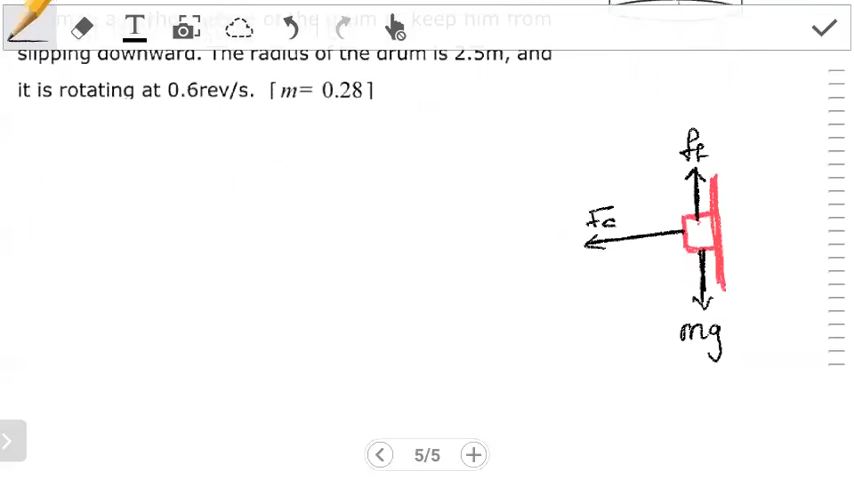 T
slipping downward. The radius of the drum is 2.5m, and
it is rotating at 0.6rev/s. [m= 0.28]
Fc
mg
5/5